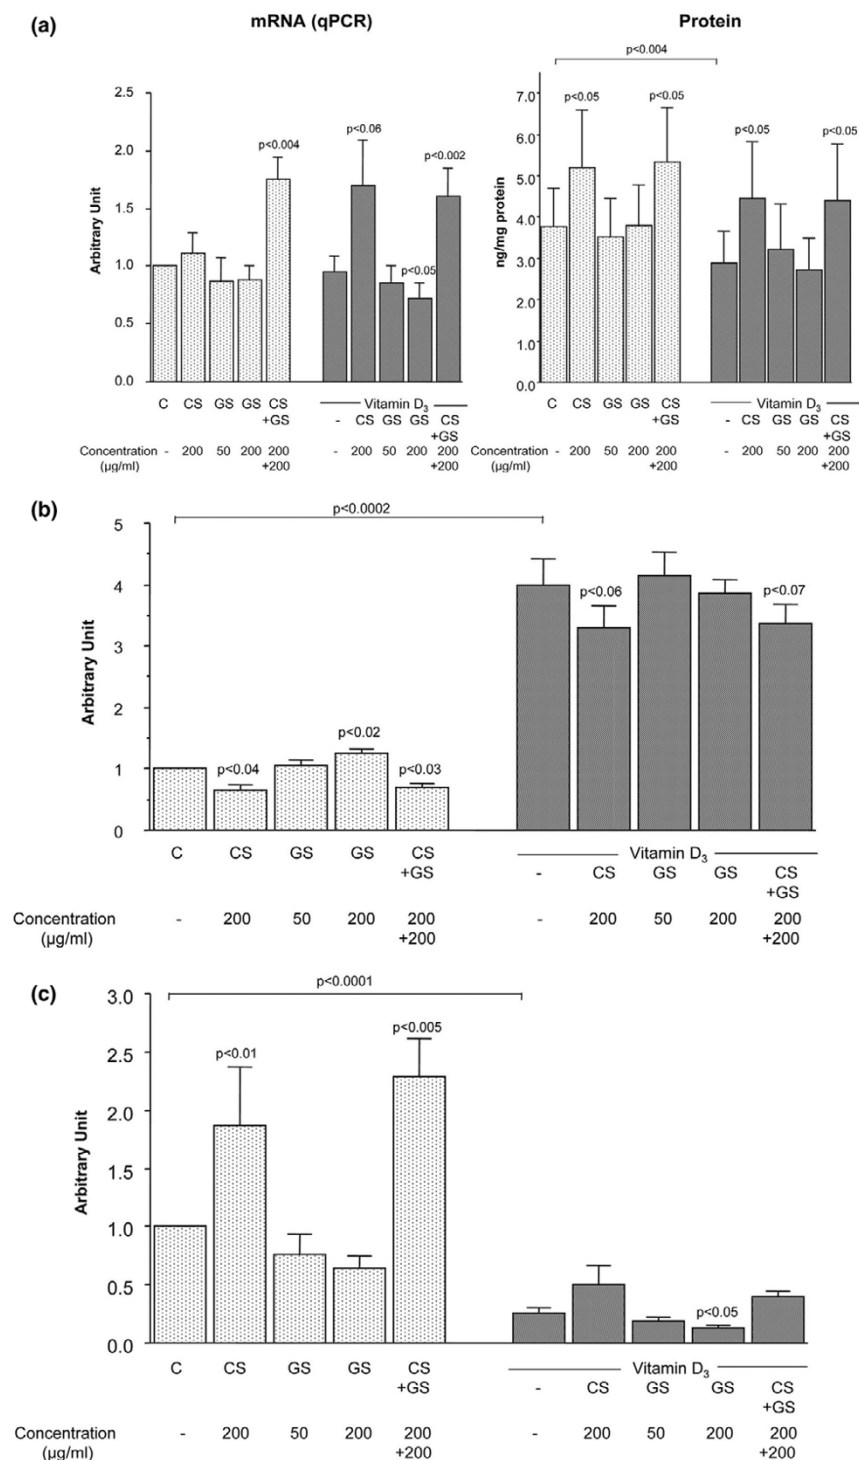 (a)
mRNA (qPCR)
Protein
p<0.004
2.5
2.0
1.5
1.0
0.5
0.0
Arbitrary Unit
p<0.004
p<0.06
p<0.05
p<0.002
C CS GS GS CS
+GS
Vitamin D3
- CS GS GS CS
+GS
Concentration
(µg/ml)
- 200 50 200 200
+200
- 200 50 200 200
+200
7.0
6.0
5.0
4.0
3.0
2.0
1.0
0.0
ng/mg protein
p<0.05
p<0.05
p<0.05
p<0.05
C CS GS GS CS
+GS
Vitamin D3
- CS GS GS CS
+GS
Concentration
(µg/ml)
- 200 50 200 200
+200
- 200 50 200 200
+200
(b)
p<0.0002
5
4
3
2
1
0
Arbitrary Unit
p<0.04
p<0.02
p<0.03
p<0.06
p<0.07
C CS GS GS CS
+GS
Vitamin D3
- CS GS GS CS
+GS
Concentration
(µg/ml)
- 200 50 200 200
+200
- 200 50 200 200
+200
(c)
p<0.0001
3.0
2.5
2.0
1.5
1.0
0.5
0.0
Arbitrary Unit
p<0.01
p<0.005
p<0.05
C CS GS GS CS
+GS
Vitamin D3
- CS GS GS CS
+GS
Concentration
(µg/ml)
- 200 50 200 200
+200
- 200 50 200 200
+200